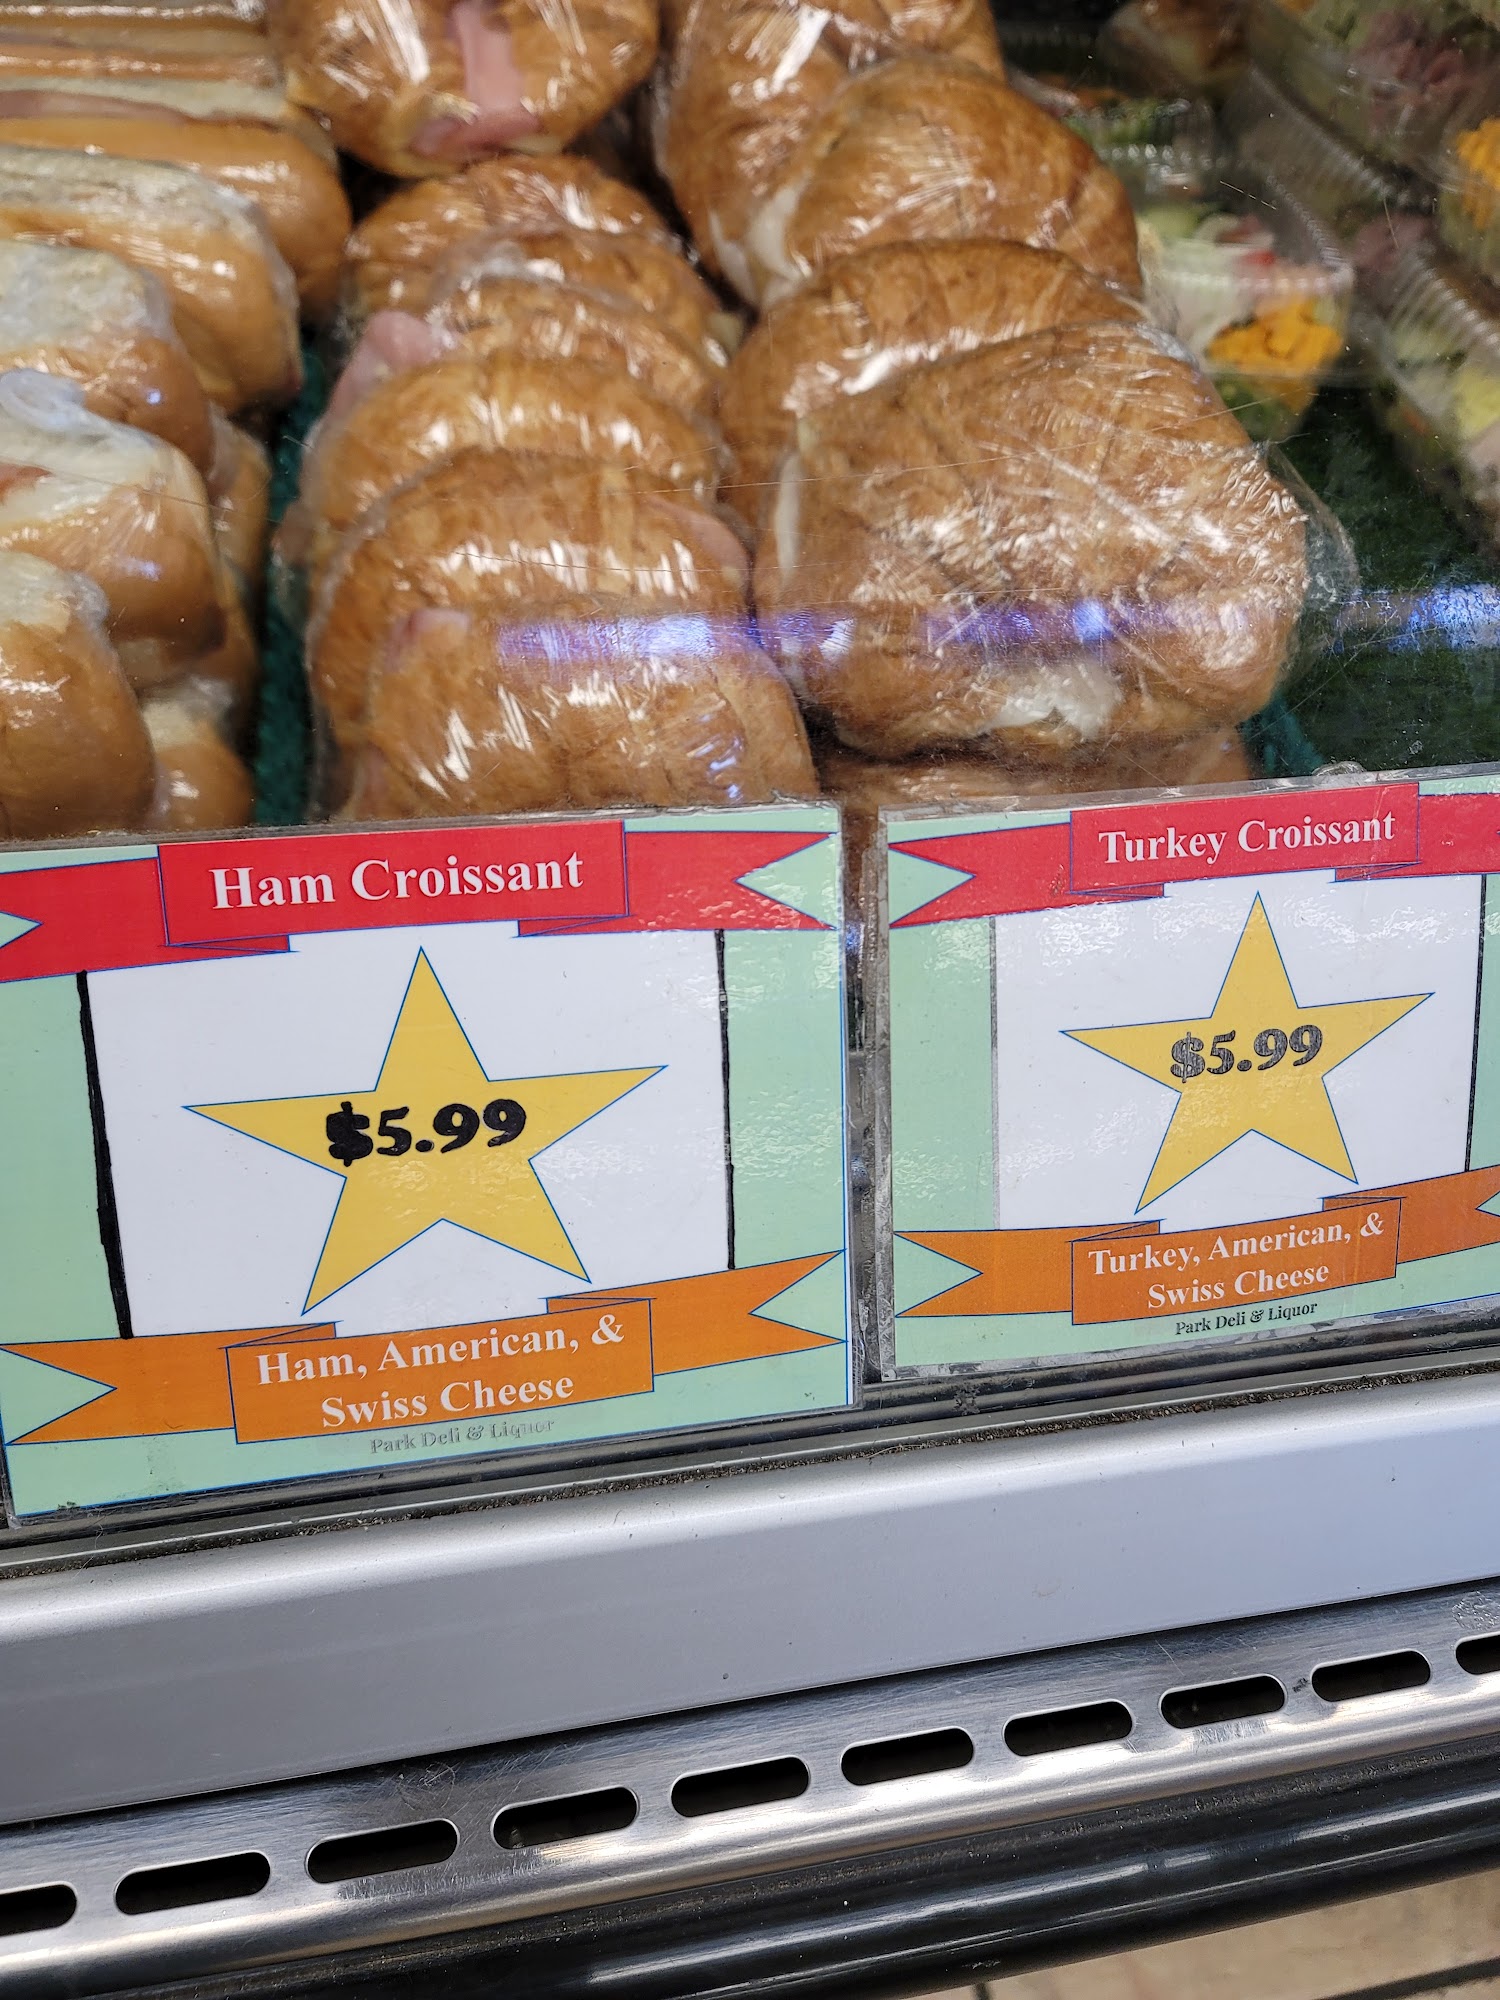 Ham Croissant
$5.99
Ham, American, &
Swiss Cheese
Park Deli & Liquor
Turkey Croissant
$5.99
Turkey, American, &
Swiss Cheese
Park Deli & Liquor